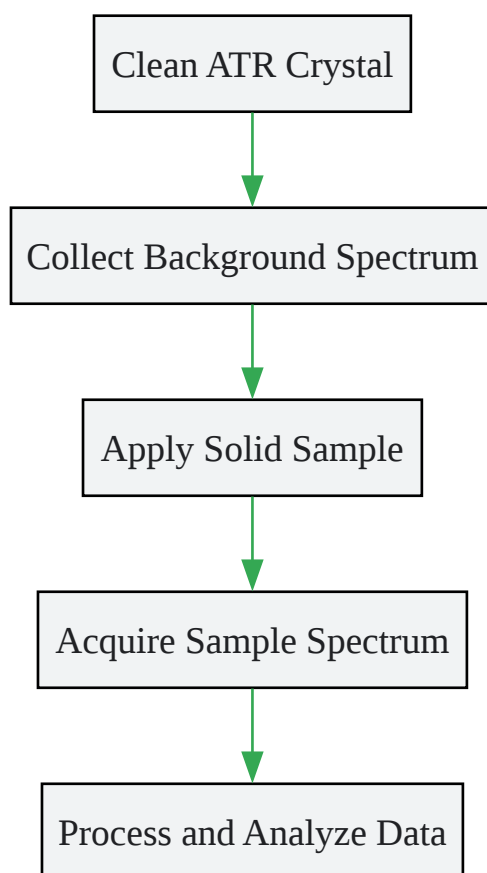 Clean ATR Crystal
Collect Background Spectrum
Apply Solid Sample
Acquire Sample Spectrum
Process and Analyze Data